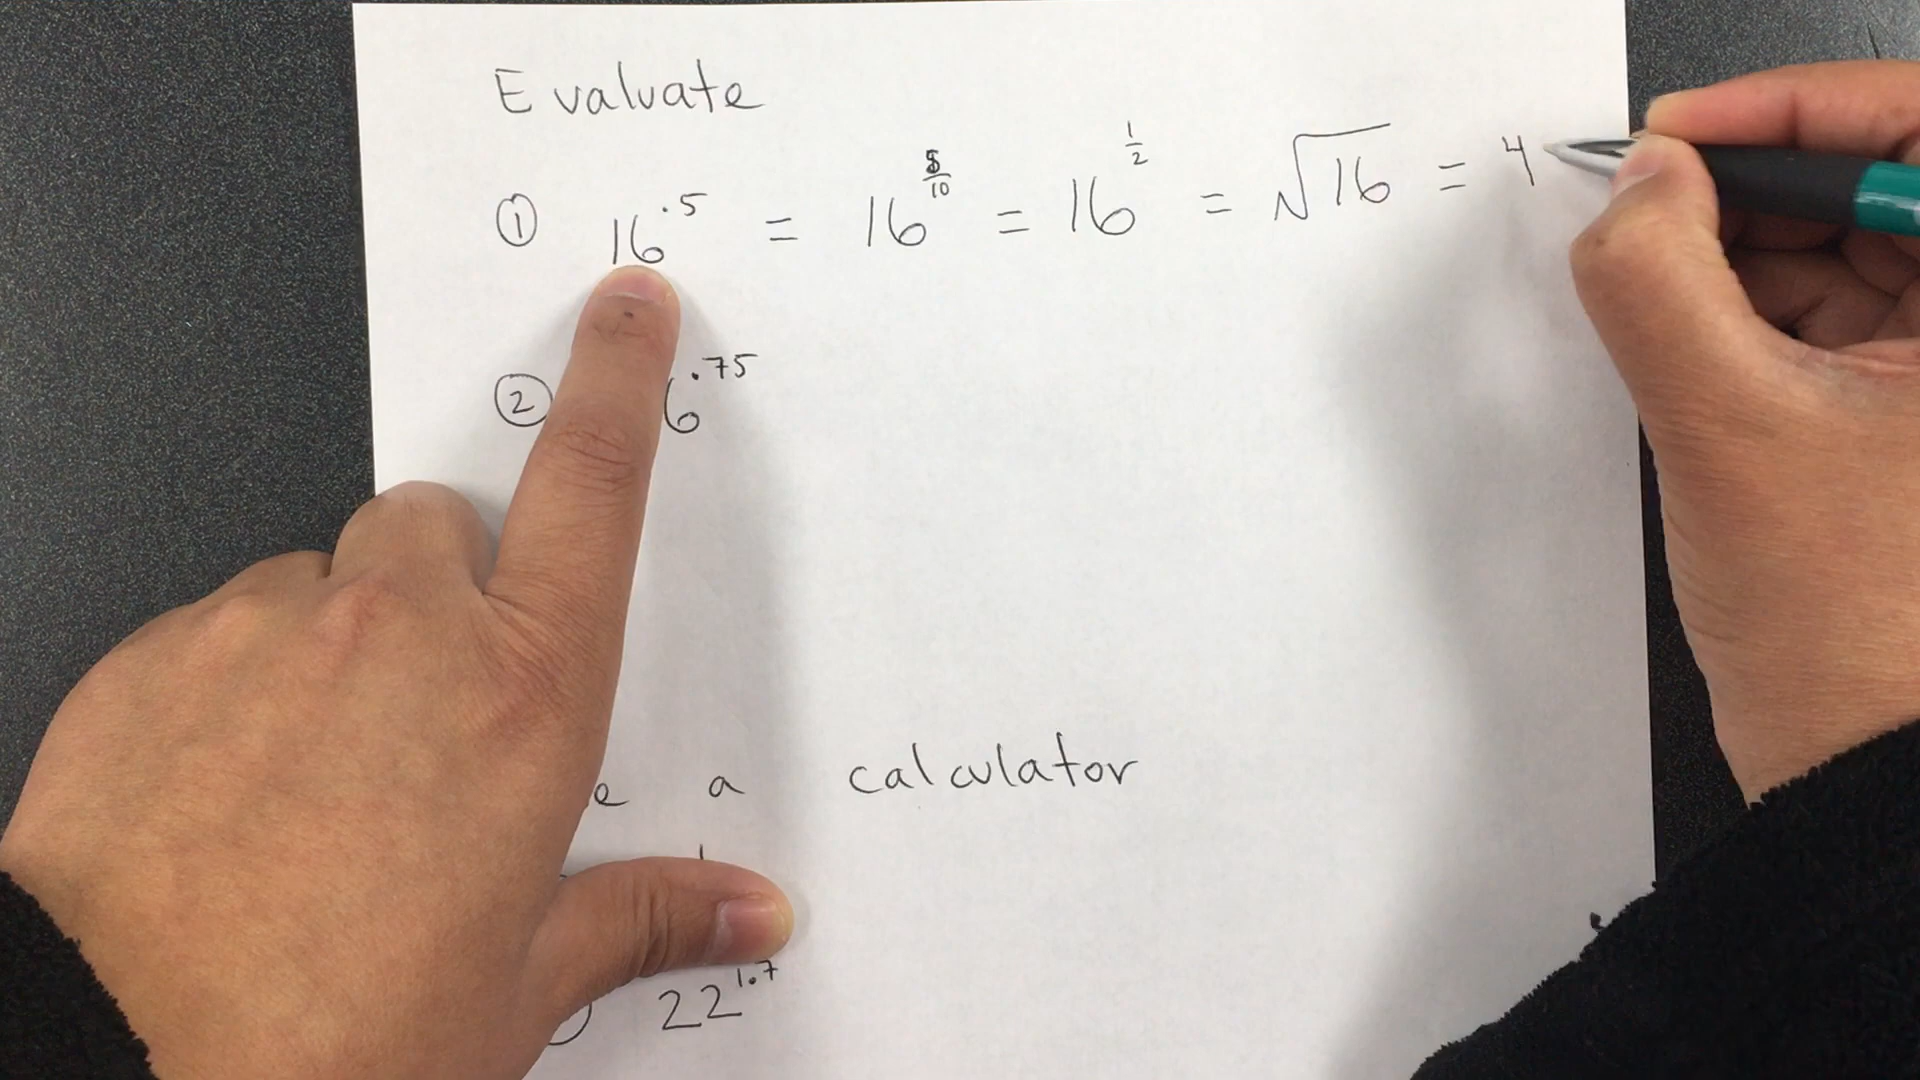 Evaluate
① 16^.5 = 16^5/10 = 16^1/2 = √16 = 4
② 6^.75
a calculator
22^1.7